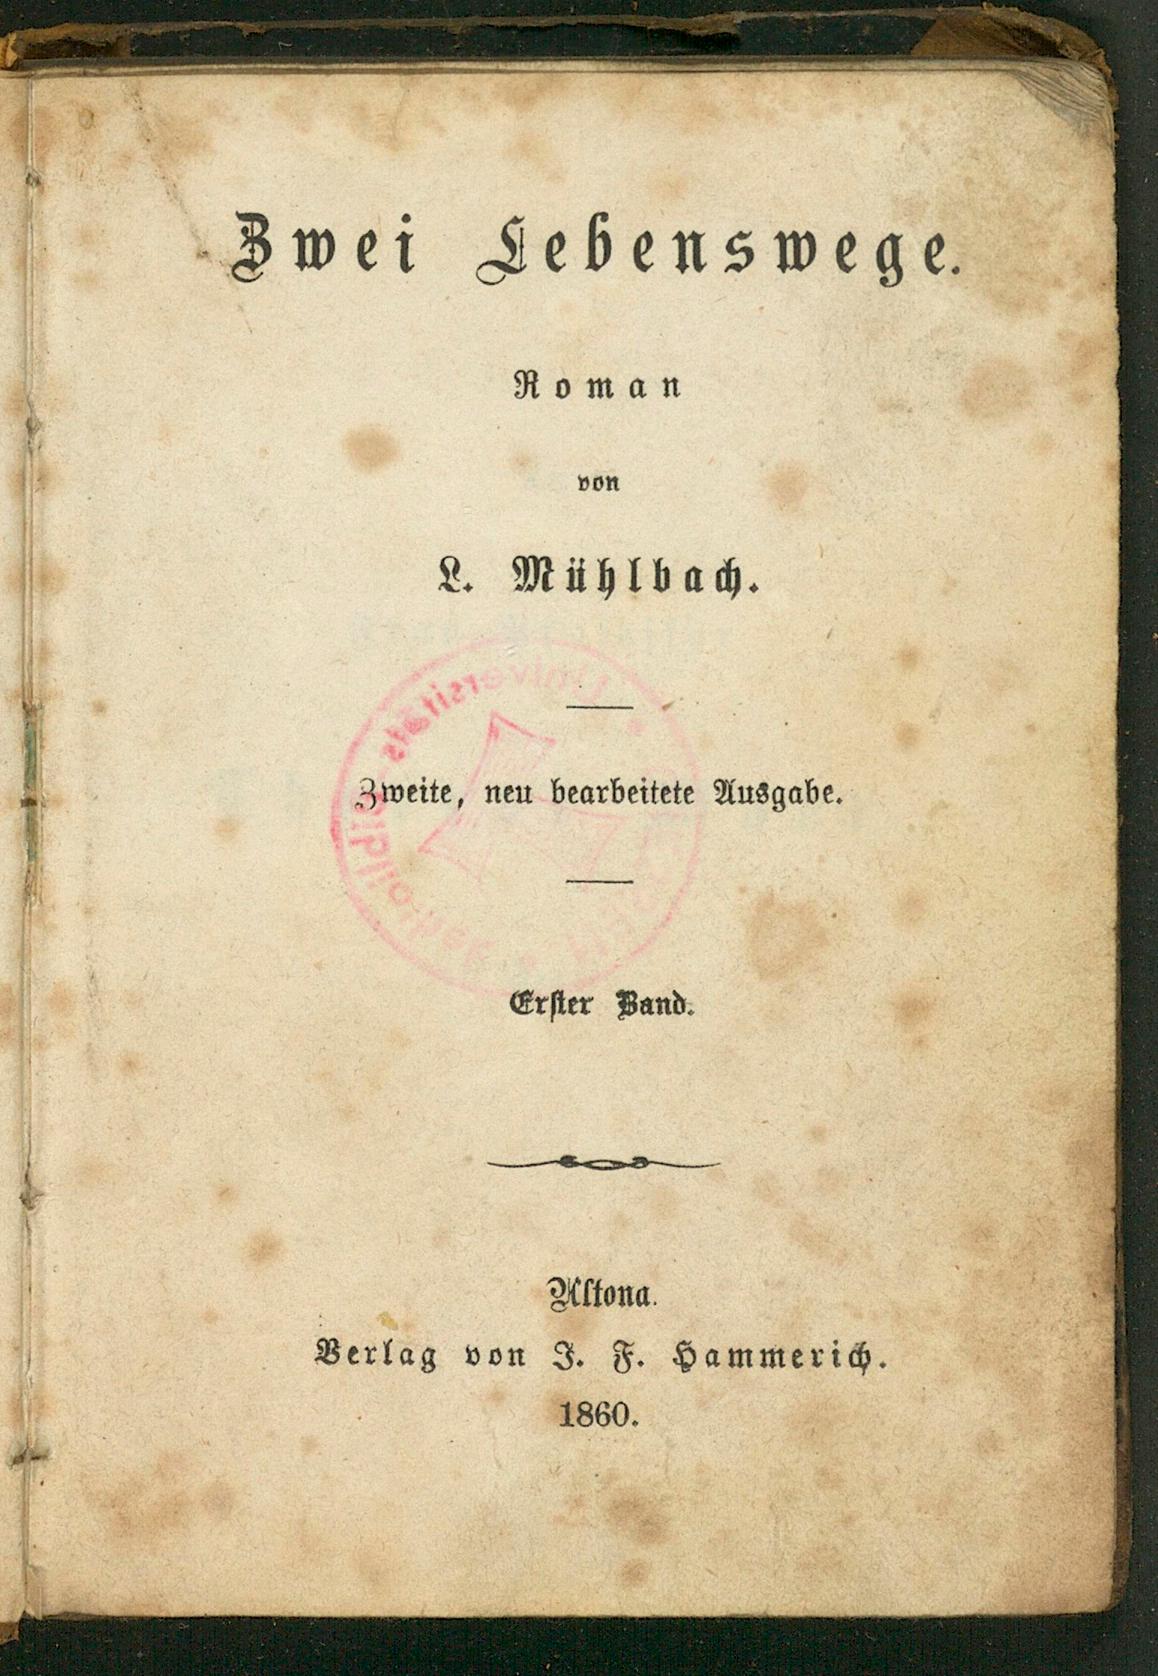 Zwei Lebenswege.
Roman
von
L. Mühlbach.
Zweite, neu bearbeitete Ausgabe.
Erster Band.
Altona.
Verlag von J. F. Hammerich.
1860.